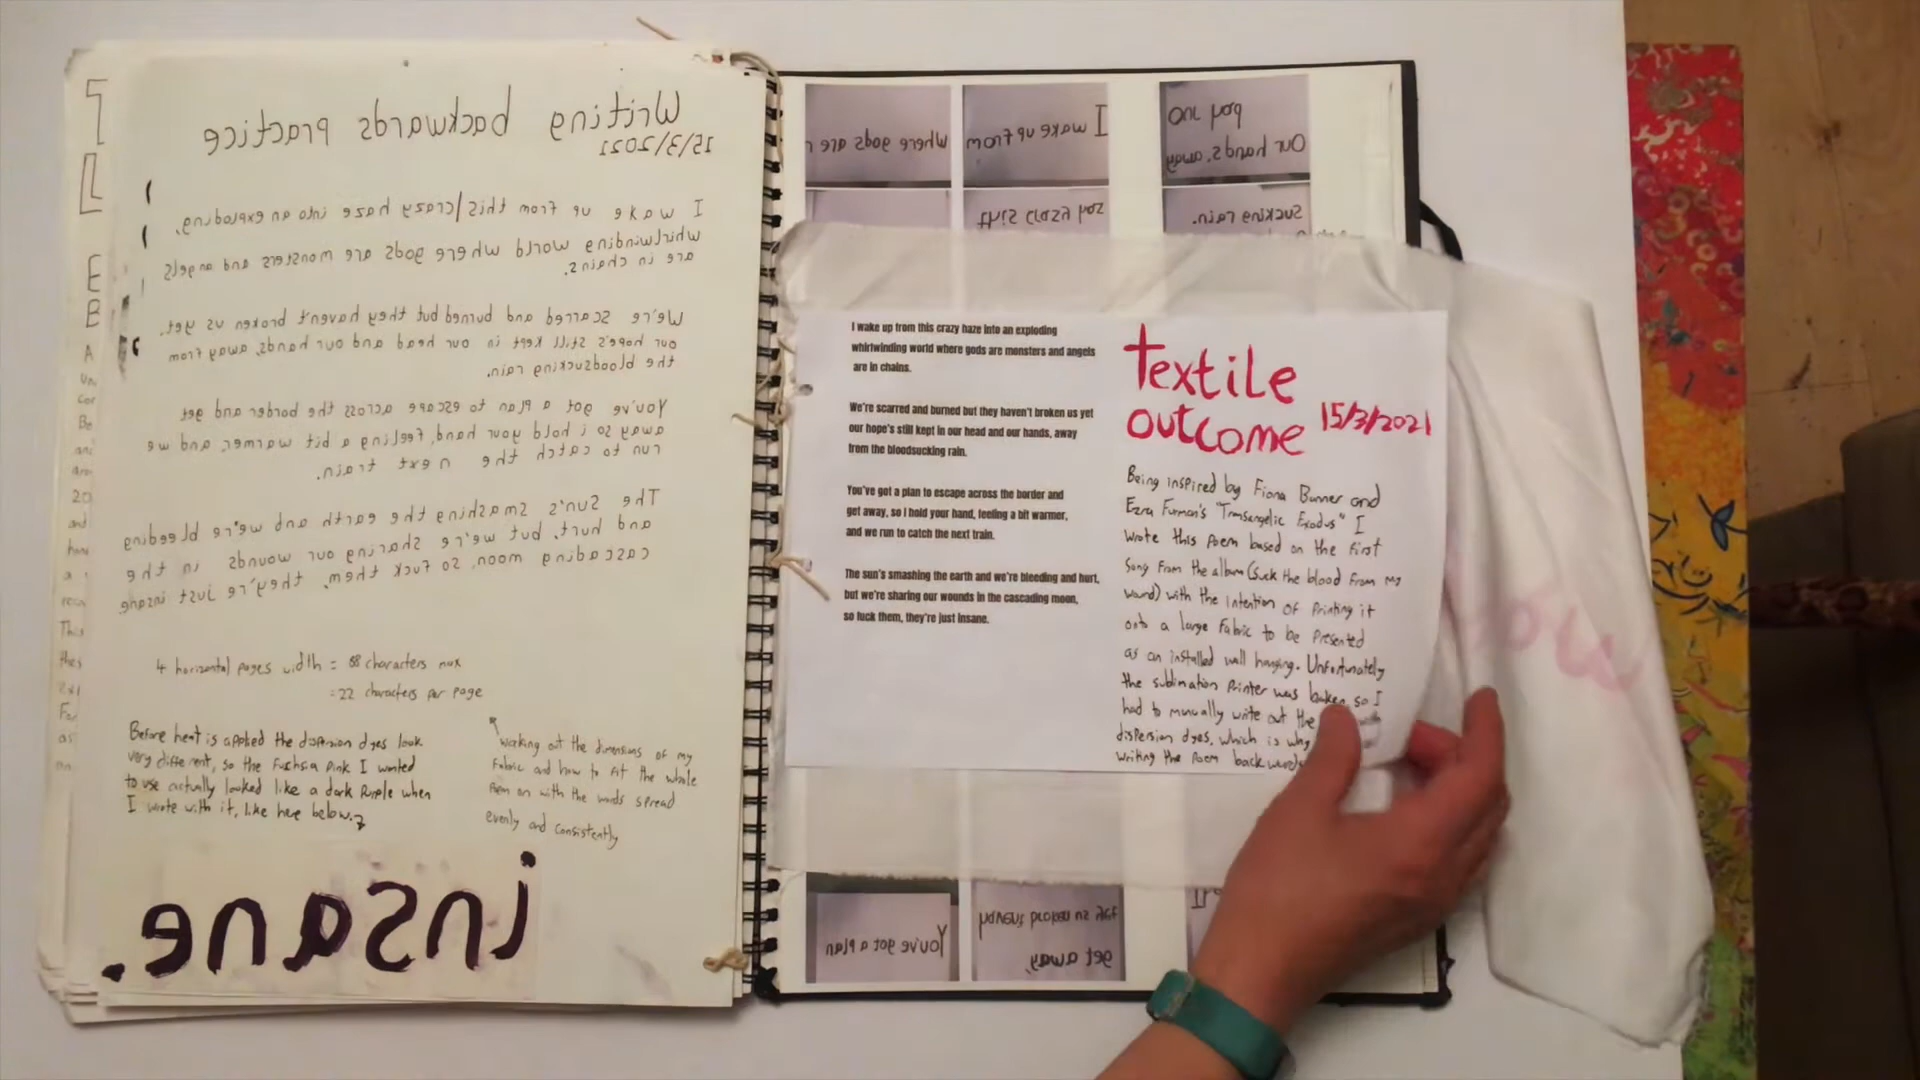 Writing backwards practice
15/3/2021
I wake up from this crazy haze into an exploding,
whirlwinding world where gods are monsters and angels
are in chains.
We're scarred and burned but they haven't broken us yet,
our hope's still kept in our head and our hands, away from
the bloodsucking rain.
You've got a plan to escape across the border and get
away so i hold your hand, feeling a bit warmer, and we
run to catch the next train.
The Sun's smashing the earth and we're bleeding
and hurt, but we're sharing our wounds in the
cascading moon, so fuck them, they're just insane
4 horizontal pages width = 88 characters max
=22 characters per page
Before heat is applied the dispersion dyes look
very different, so the fuchsia pink I wanted
to use actually looked like a dark purple when
I wrote with it, like here below.
working out the dimensions of my
fabric and how to fit the whole
poem on with the words spread
evenly and consistently
insane.
where gods are
I wake up from
Our hands, away
sucking rain.
I wake up from this crazy haze into an exploding
whirlwinding world where gods are monsters and angels
are in chains.
We're scarred and burned but they haven't broken us yet
our hope's still kept in our head and our hands, away
from the bloodsucking rain.
You've got a plan to escape across the border and
get away, so I hold your hand, feeling a bit warmer,
and we run to catch the next train.
The sun's smashing the earth and we're bleeding and hurt,
but we're sharing our wounds in the cascading moon,
so fuck them, they're just insane.
textile
outcome 15/3/2021
Being inspired by Fiona Banner and
Ezra Furman's "Transangelic Exodus" I
wrote this poem based on the first
song from the album (Suck the blood from my
wound) with the intention of printing it
onto a large fabric to be presented
as an installed wall hanging. Unfortunately
the sublimation printer was broken so I
had to manually write out the
dispersion dyes, which is why
writing the poem backwards
You've got a plan
get away,